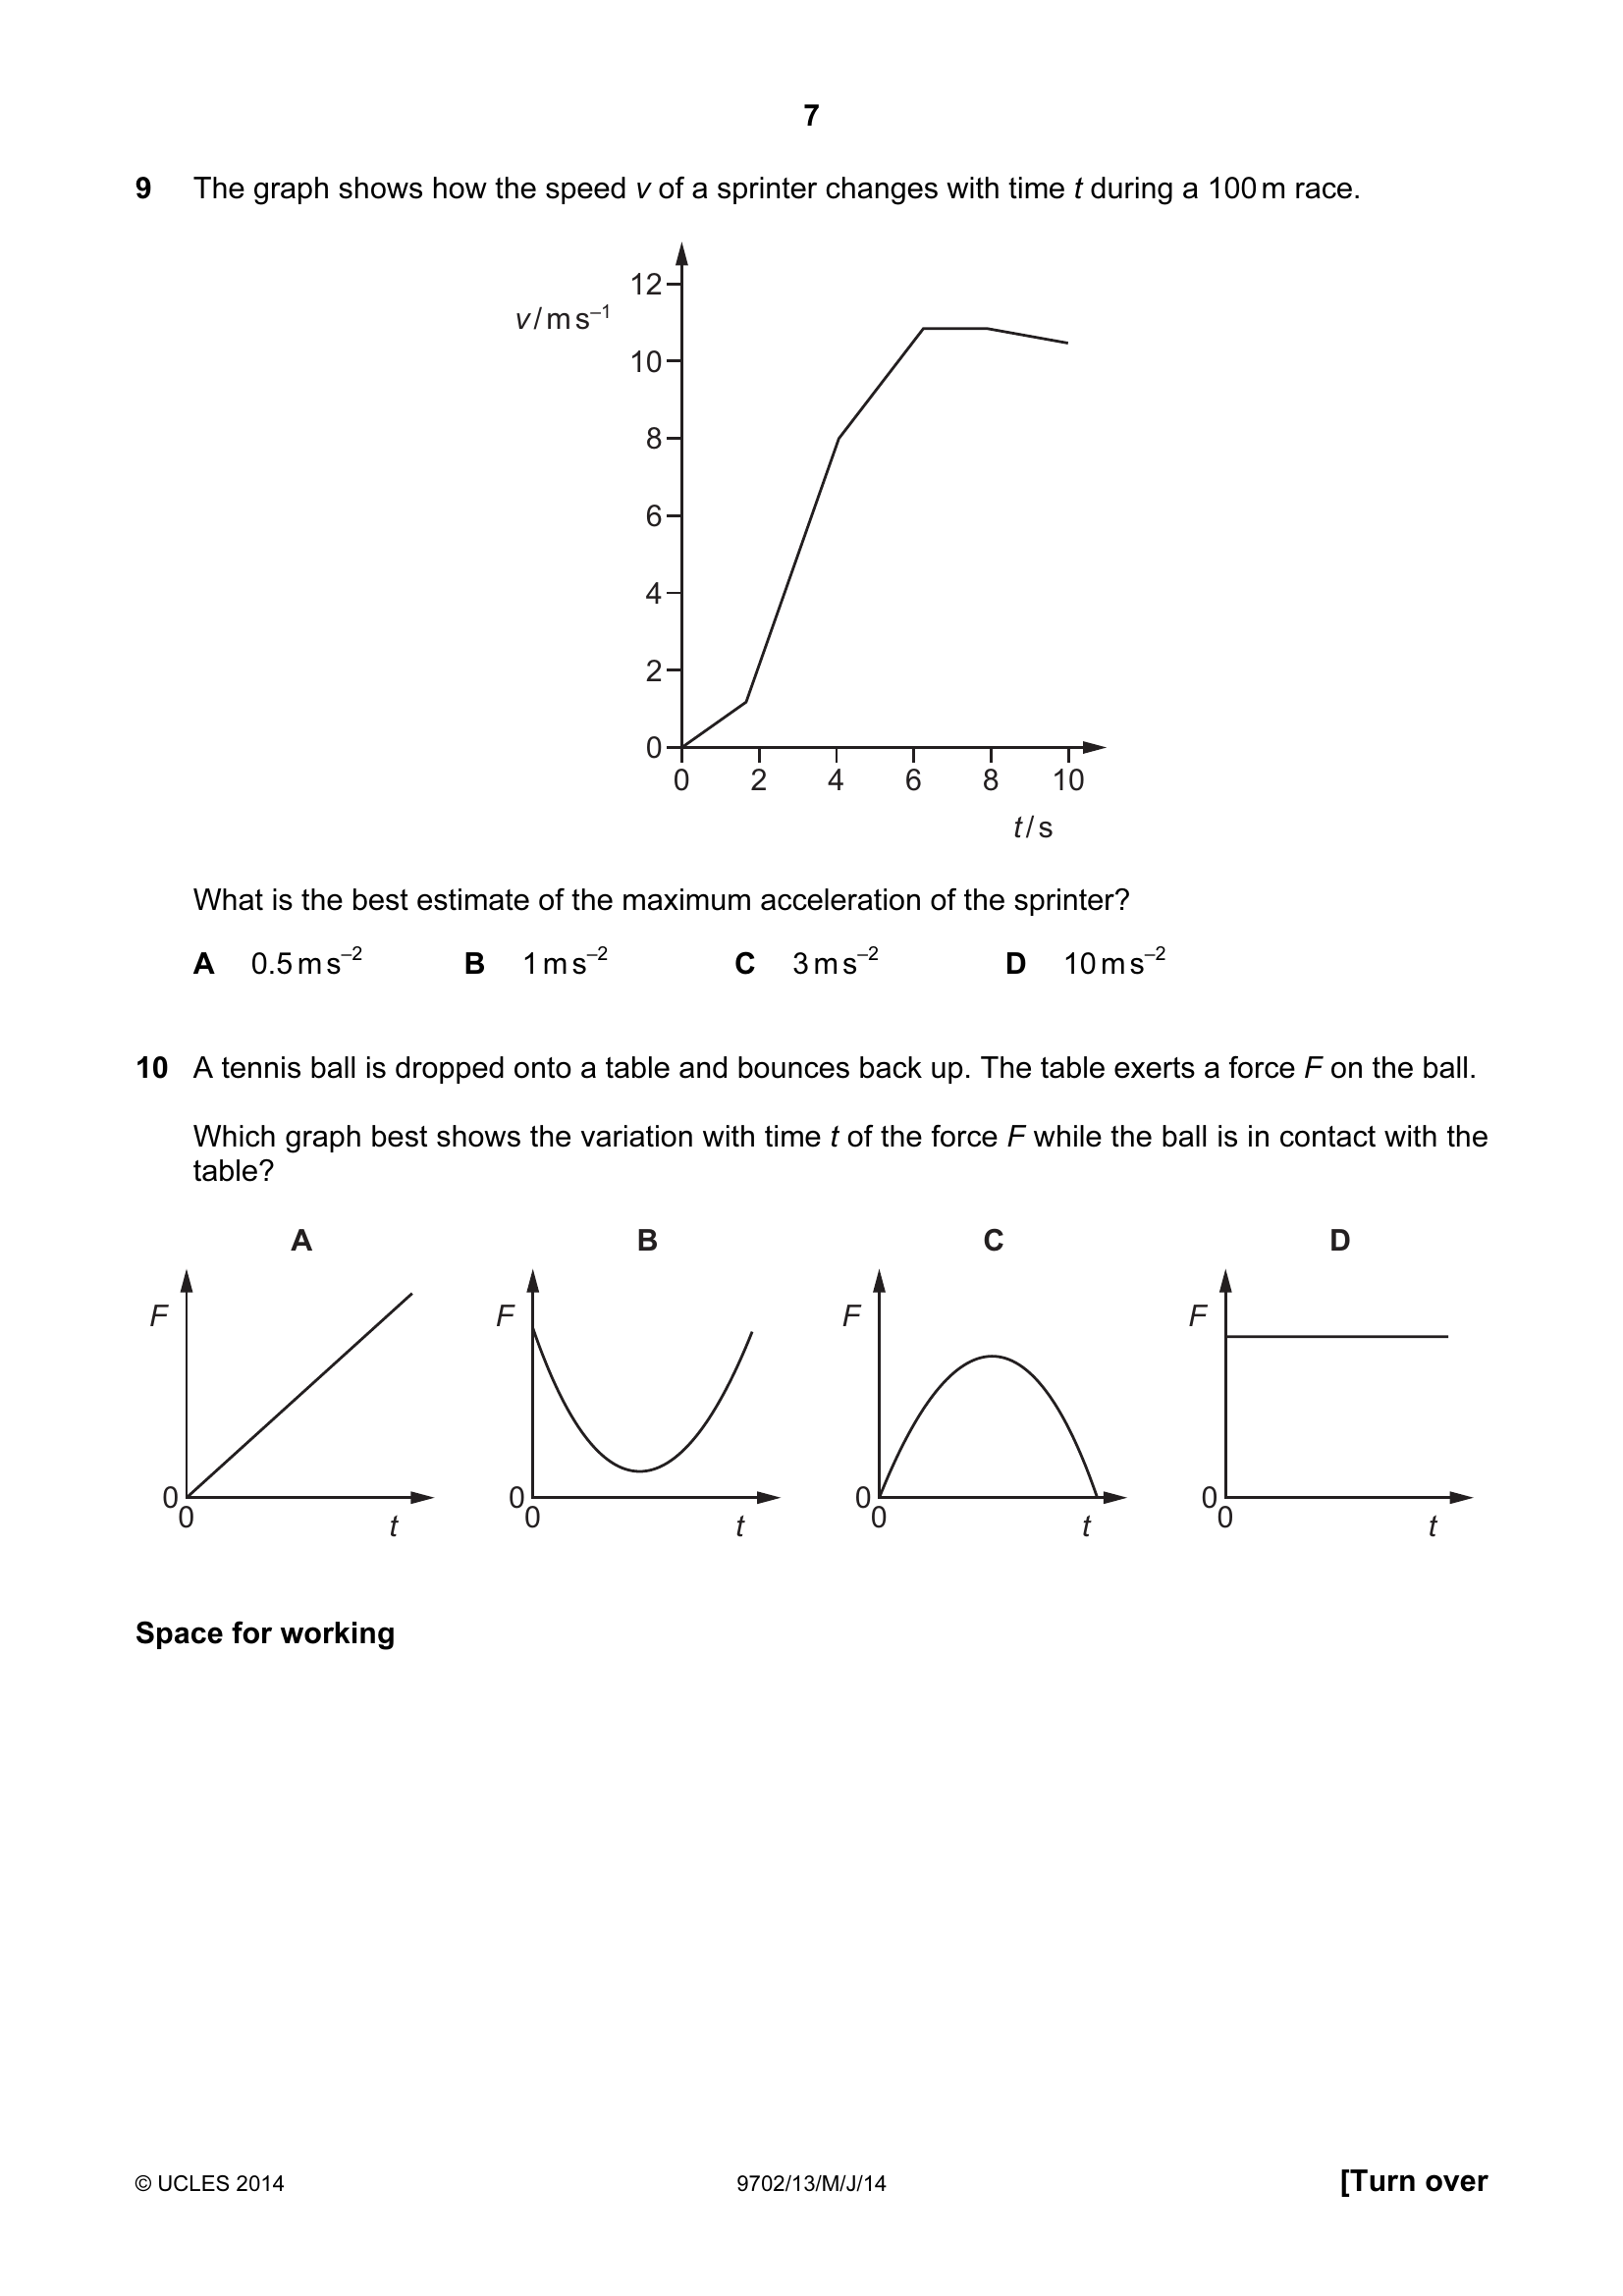 7
9 The graph shows how the speed v of a sprinter changes with time t during a 100 m race.
12
v / m s⁻¹
10
8
6
4
2
0
0 2 4 6 8 10
t / s
What is the best estimate of the maximum acceleration of the sprinter?
A 0.5 m s⁻² B 1 m s⁻² C 3 m s⁻² D 10 m s⁻²
10 A tennis ball is dropped onto a table and bounces back up. The table exerts a force F on the ball.
Which graph best shows the variation with time t of the force F while the ball is in contact with the
table?
A B C D
F F F F
0 0 0 0
0 t 0 t 0 t 0 t
Space for working
© UCLES 2014 9702/13/M/J/14 [Turn over